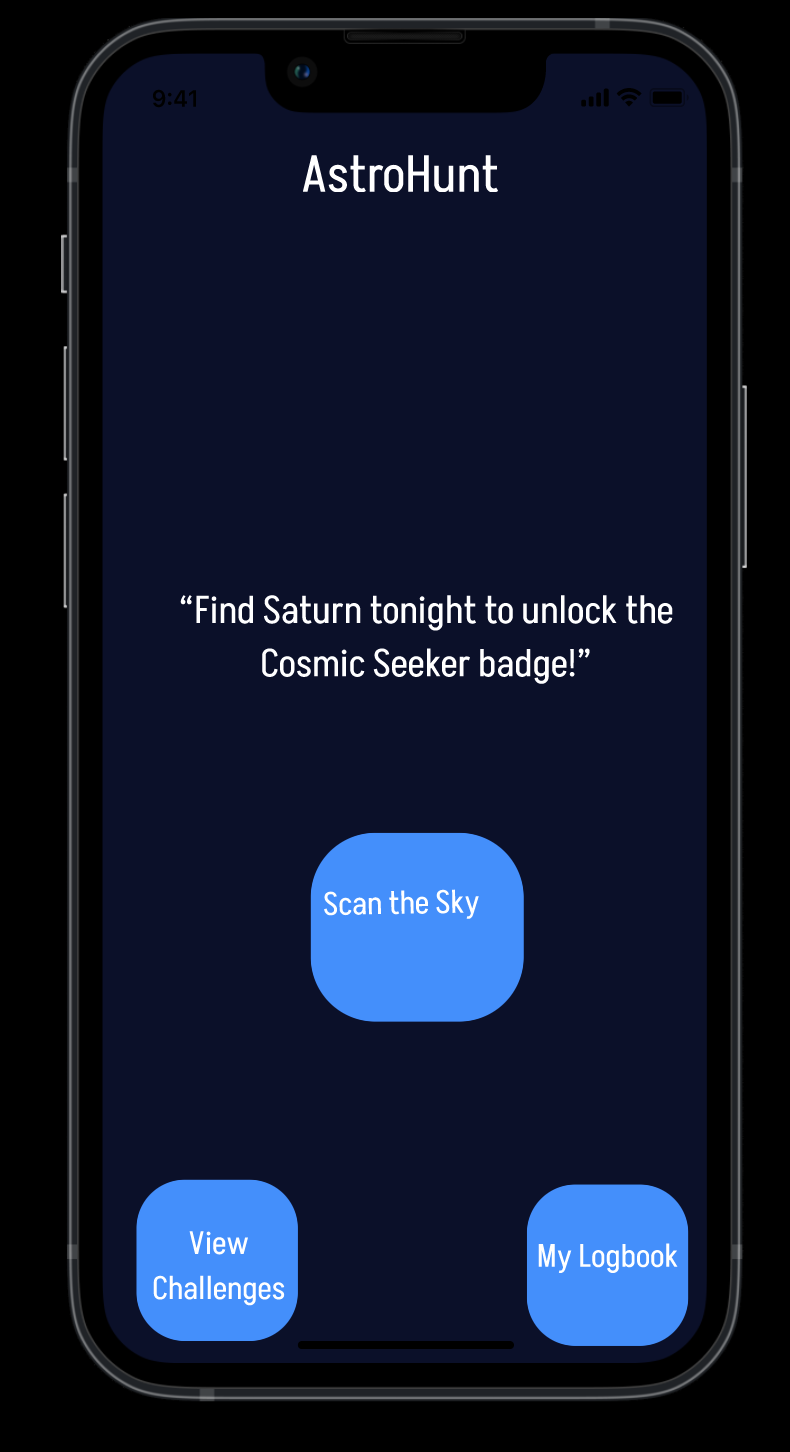 9:41
AstroHunt
“Find Saturn tonight to unlock the
Cosmic Seeker badge!”
Scan the Sky
View
Challenges
My Logbook